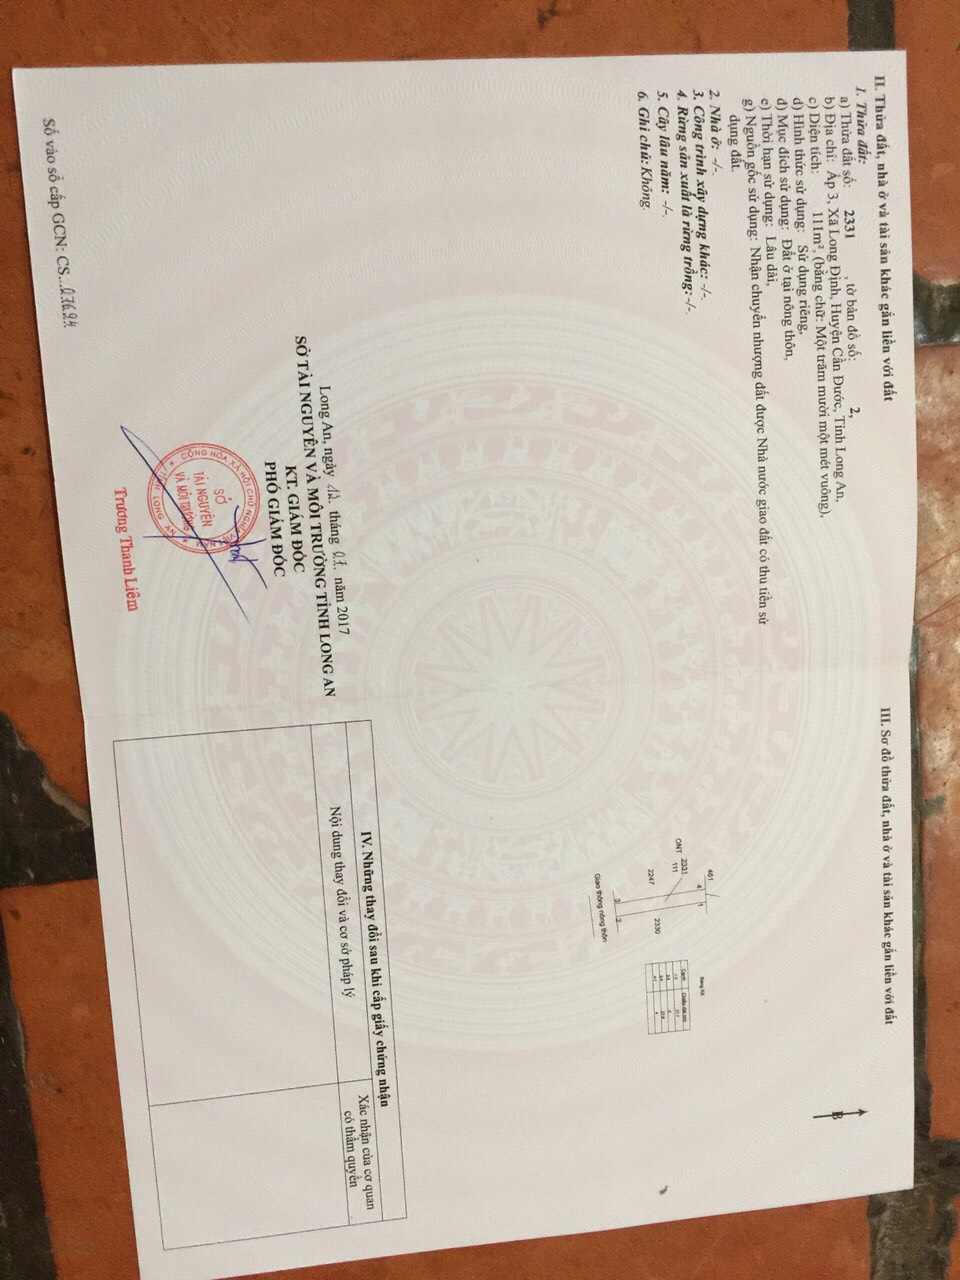 II. Thửa đất, nhà ở và tài sản khác gắn liền với đất
1. Thửa đất:
a) Thửa đất số: 2331 , tờ bản đồ số: 2,
b) Địa chỉ: Ấp 3, Xã Long Định, Huyện Cần Đước, Tỉnh Long An,
c) Diện tích: 111m², (bằng chữ: Một trăm mười một mét vuông),
d) Hình thức sử dụng: Sử dụng riêng,
đ) Mục đích sử dụng: Đất ở tại nông thôn,
e) Thời hạn sử dụng: Lâu dài,
g) Nguồn gốc sử dụng: Nhận chuyển nhượng đất được Nhà nước giao đất có thu tiền sử
dụng đất.
2. Nhà ở: -/-.
3. Công trình xây dựng khác: -/-.
4. Rừng sản xuất là rừng trồng: -/-.
5. Cây lâu năm: -/-.
6. Ghi chú: Không.
Long An, ngày tháng năm 2017
SỞ TÀI NGUYÊN VÀ MÔI TRƯỜNG TỈNH LONG AN
KT. GIÁM ĐỐC
PHÓ GIÁM ĐỐC
CỘNG HÒA XÃ HỘI CHỦ NGHĨA
SỞ
TÀI NGUYÊN
VÀ MÔI TRƯỜNG
TỈNH LONG AN
Trương Thanh Liêm
Số vào sổ cấp GCN: CS...07624
III. Sơ đồ thửa đất, nhà ở và tài sản khác gắn liền với đất
B
461
4
1
ONT 2331
111
2247
2330
3
2
Giao thông nông thôn
Bảng kê
Cạnh Chiều dài
IV. Những thay đổi sau khi cấp giấy chứng nhận
Nội dung thay đổi và cơ sở pháp lý
Xác nhận của cơ quan
có thẩm quyền